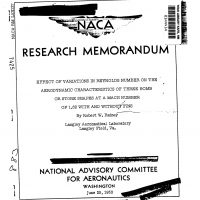 NACA
RESEARCH MEMORANDUM
EFFECT OF VARIATIONS IN REYNOLDS NUMBER ON THE
AERODYNAMIC CHARACTERISTICS OF THREE BOMB
OR STORE SHAPES AT A MACH NUMBER
OF 1.62 WITH AND WITHOUT FINS
By Robert W. Rainey
Langley Aeronautical Laboratory
Langley Field, Va.
NATIONAL ADVISORY COMMITTEE
FOR AERONAUTICS
WASHINGTON
June 25, 1953